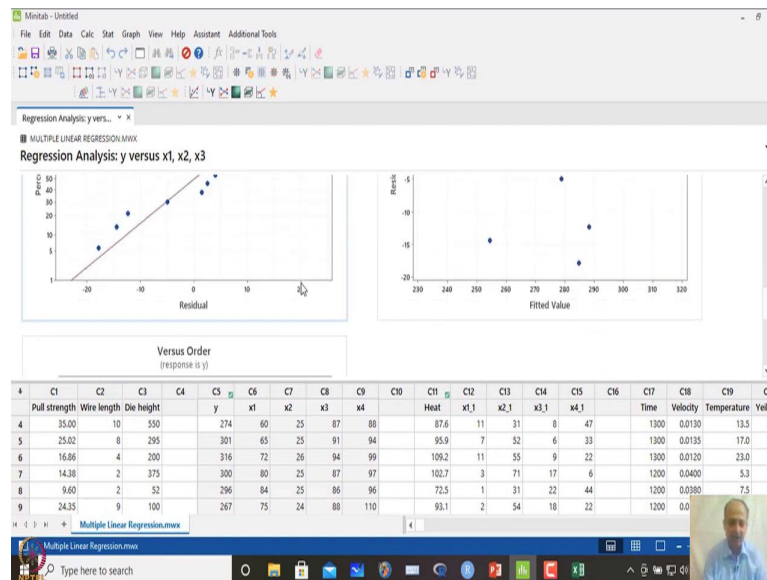 Minitab - Untitled
File Edit Data Calc Stat Graph View Help Assistant Additional Tools
Regression Analysis: y vers...
MULTIPLE LINEAR REGRESSION.MWX
Regression Analysis: y versus x1, x2, x3
50
40
30
20
10
5
1
-20 -10 0 10
Residual
-5
-10
-15
-20
230 240 250 260 270 280 290 300 310 320
Fitted Value
Versus Order
(response is y)
C1 C2 C3 C4 C5 C6 C7 C8 C9 C10 C11 C12 C13 C14 C15 C16 C17 C18 C19
Pull strength Wire length Die height y x1 x2 x3 x4 Heat x1_1 x2_1 x3_1 x4_1 Time Velocity Temperature
4 35.00 10 550 274 60 25 87 88 87.6 11 31 8 47 1300 0.0130 13.5
5 25.02 8 295 301 65 25 91 94 95.9 7 52 6 33 1300 0.0135 17.0
6 16.86 4 200 316 72 26 94 99 109.2 11 55 9 22 1300 0.0120 23.0
7 14.38 2 375 300 80 25 87 97 102.7 3 71 17 6 1200 0.0400 5.3
8 9.60 2 52 296 84 25 86 96 72.5 1 31 22 44 1200 0.0380 7.5
9 24.35 9 100 267 75 24 88 110 93.1 2 54 18 22 1200
Multiple Linear Regression.mwx
Multiple Linear Regression.mwx
Type here to search
NPTEL